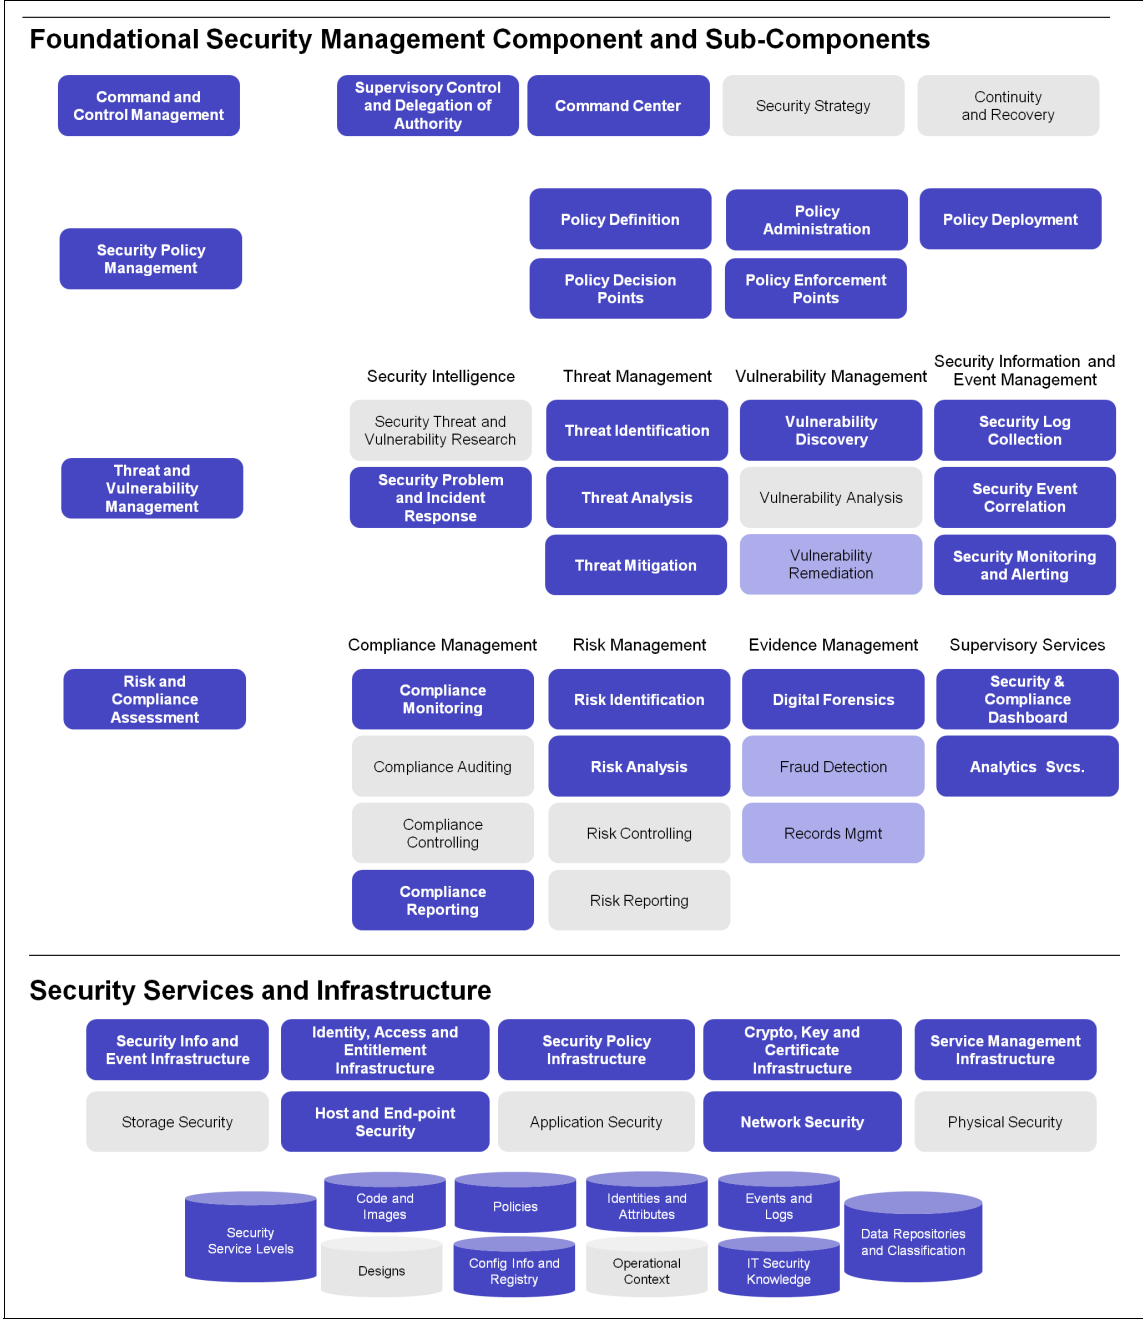 Foundational Security Management Component and Sub-Components
Command and
Control Management
Supervisory Control
and Delegation of
Authority
Command Center
Security Strategy
Continuity
and Recovery
Security Policy
Management
Policy Definition
Policy
Administration
Policy Deployment
Policy Decision
Points
Policy Enforcement
Points
Threat and
Vulnerability
Management
Security Intelligence
Security Threat and
Vulnerability Research
Security Problem
and Incident
Response
Threat Management
Threat Identification
Threat Analysis
Threat Mitigation
Vulnerability Management
Vulnerability
Discovery
Vulnerability Analysis
Vulnerability
Remediation
Security Information and
Event Management
Security Log
Collection
Security Event
Correlation
Security Monitoring
and Alerting
Risk and
Compliance
Assessment
Compliance Management
Compliance
Monitoring
Compliance Auditing
Compliance
Controlling
Compliance
Reporting
Risk Management
Risk Identification
Risk Analysis
Risk Controlling
Risk Reporting
Evidence Management
Digital Forensics
Fraud Detection
Records Mgmt
Supervisory Services
Security &
Compliance
Dashboard
Analytics Svcs.
Security Services and Infrastructure
Security Info and
Event Infrastructure
Identity, Access and
Entitlement
Infrastructure
Security Policy
Infrastructure
Crypto, Key and
Certificate
Infrastructure
Service Management
Infrastructure
Storage Security
Host and End-point
Security
Application Security
Network Security
Physical Security
Security
Service Levels
Code and
Images
Policies
Identities and
Attributes
Events and
Logs
Data Repositories
and Classification
Designs
Config Info and
Registry
Operational
Context
IT Security
Knowledge